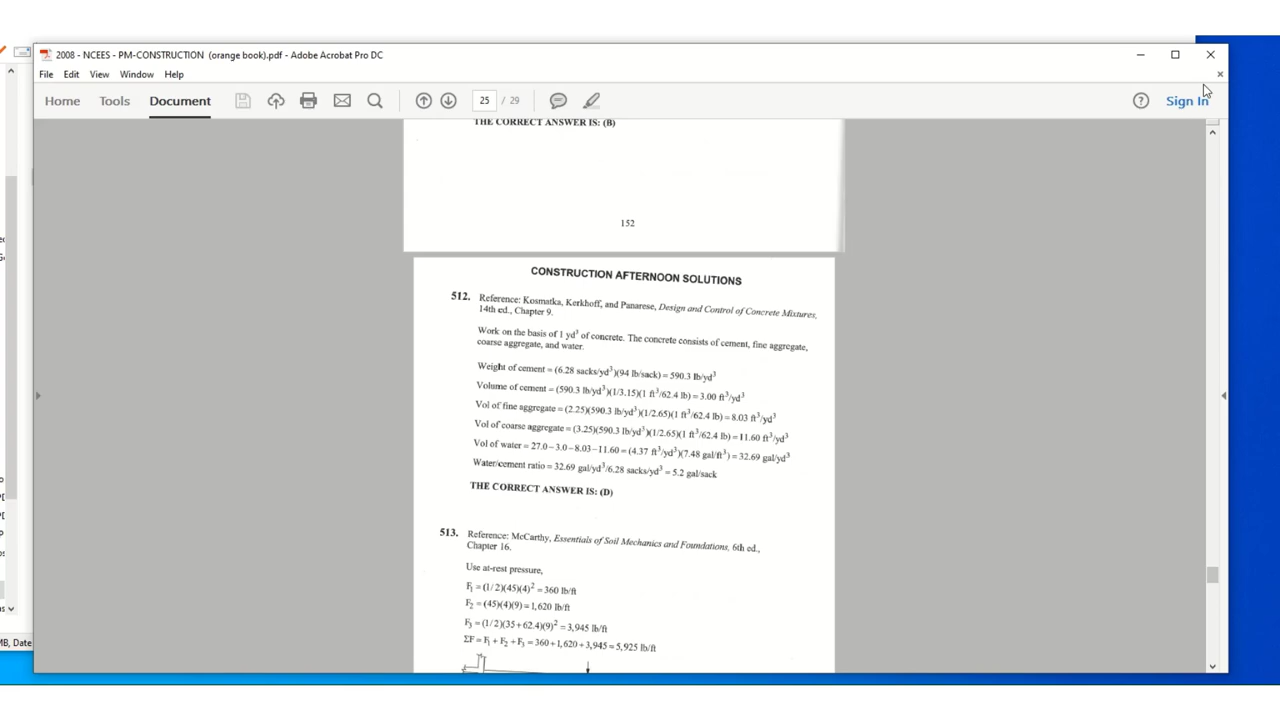 2008 - NCEES - PM-CONSTRUCTION (orange book).pdf - Adobe Acrobat Pro DC
File Edit View Window Help
Home Tools Document 25 / 29 Sign In
THE CORRECT ANSWER IS: (B)
152
CONSTRUCTION AFTERNOON SOLUTIONS
512. Reference: Kosmatka, Kerkhoff, and Panarese, Design and Control of Concrete Mixtures,
14th ed., Chapter 9.
Work on the basis of 1 yd³ of concrete. The concrete consists of cement, fine aggregate,
coarse aggregate, and water.
Weight of cement = (6.28 sacks/yd³)(94 lb/sack) = 590.3 lb/yd³
Volume of cement = (590.3 lb/yd³)(1/3.15)(1 ft³/62.4 lb) = 3.00 ft³/yd³
Vol of fine aggregate = (2.25)(590.3 lb/yd³)(1/2.65)(1 ft³/62.4 lb) = 8.03 ft³/yd³
Vol of coarse aggregate = (3.25)(590.3 lb/yd³)(1/2.65)(1 ft³/62.4 lb) = 11.60 ft³/yd³
Vol of water = 27.0 – 3.0 – 8.03 – 11.60 = (4.37 ft³/yd³)(7.48 gal/ft³) = 32.69 gal/yd³
Water/cement ratio = 32.69 gal/yd³/6.28 sacks/yd³ = 5.2 gal/sack
THE CORRECT ANSWER IS: (D)
513. Reference: McCarthy, Essentials of Soil Mechanics and Foundations, 6th ed.,
Chapter 16.
Use at-rest pressure,
F₁ = (1/2)(45)(4)² = 360 lb/ft
F₂ = (45)(4)(9) = 1,620 lb/ft
F₃ = (1/2)(35 + 62.4)(9)² = 3,945 lb/ft
ΣF = F₁ + F₂ + F₃ = 360 + 1,620 + 3,945 = 5,925 lb/ft
MB, Date